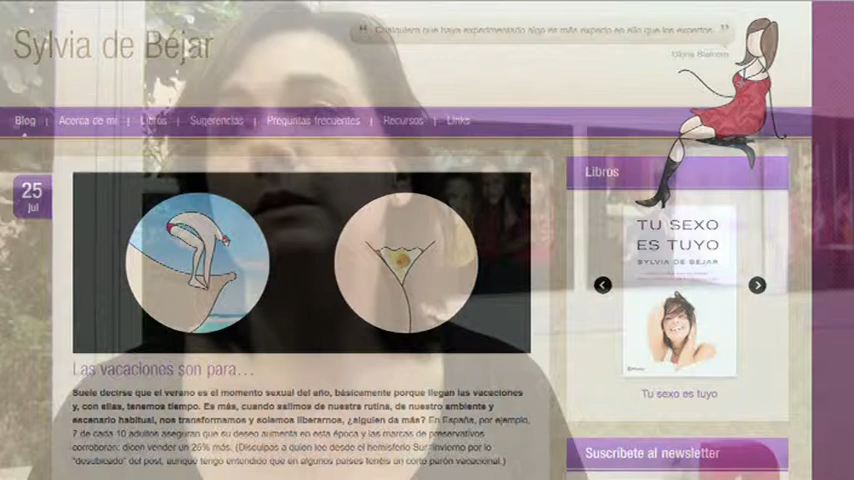 Sylvia de Béjar
Cualquiera que haya experimentado algo es más experto en ello que los expertos.
Gloria Steinem
Blog
Acerca de mí
Libros
Sugerencias
Preguntas frecuentes
Recursos
Links
25
jul
Libros
TU SEXO
ES TUYO
SYLVIA DE BÉJAR
Tu sexo es tuyo
Las vacaciones son para…
Suele decirse que el verano es el momento sexual del año, básicamente porque llegan las vacaciones
y, con ellas, tenemos tiempo. Es más, cuando salimos de nuestra rutina, de nuestro ambiente y
escenario habitual, nos transformamos y solemos liberarnos, ¿alguien da más? En España, por ejemplo,
7 de cada 10 adultos aseguran que su deseo aumenta en esta época y las marcas de preservativos
corroboran: dicen vender un 25% más. (Disculpas a quien lee desde el hemisferio Sur-invierno por lo
"desubicado" del post, aunque tengo entendido que en algunos países tenéis un corto parón vacacional.)
Suscríbete al newsletter